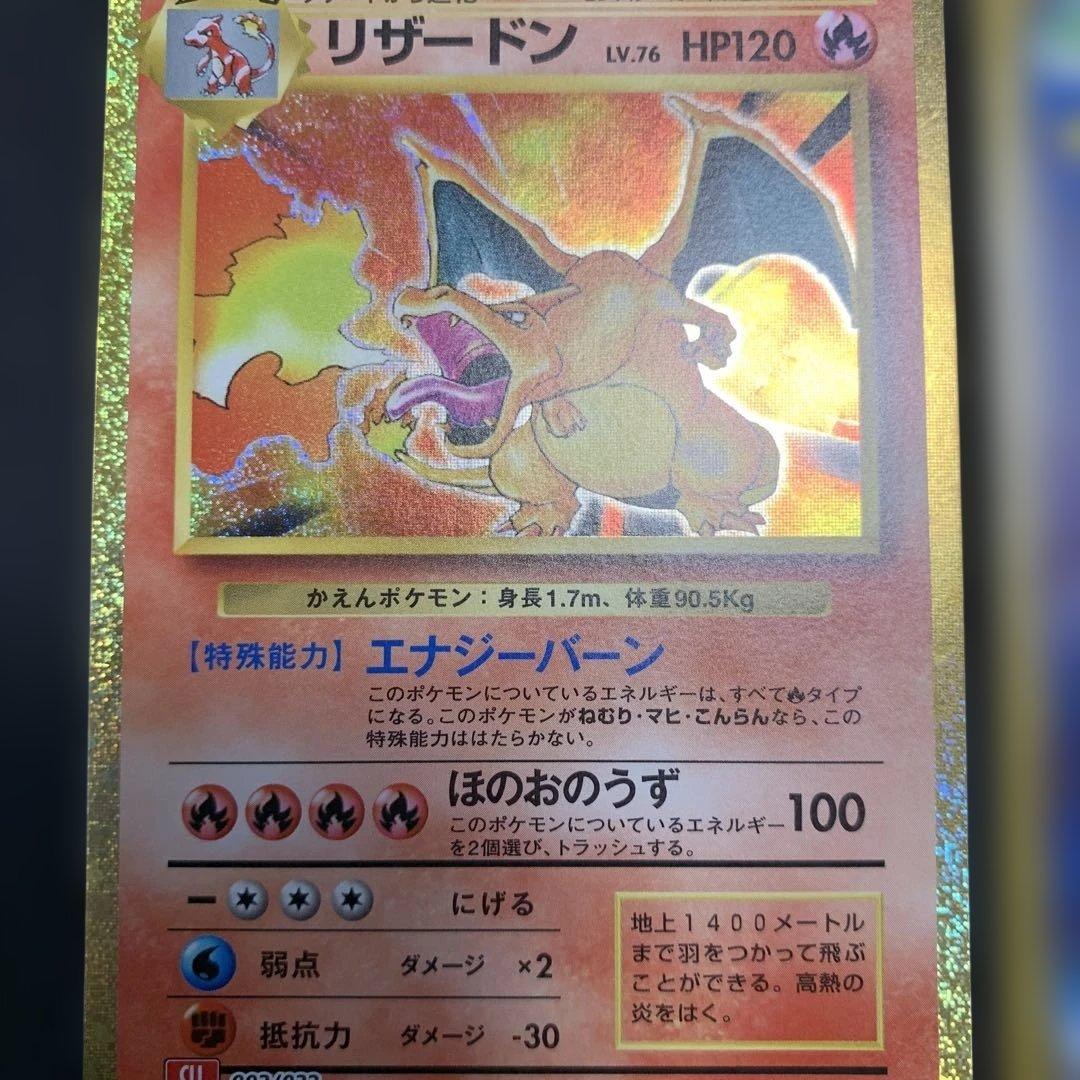 リザードン LV.76 HP120
かえんポケモン：身長1.7m、体重90.5Kg
【特殊能力】エナジーバーン
このポケモンについているエネルギーは、すべてタイプ
になる。このポケモンがねむり・マヒ・こんらんなら、この
特殊能力ははたらかない。
ほのおのうず 100
このポケモンについているエネルギー
を2個選び、トラッシュする。
にげる
弱点 ダメージ ×2
抵抗力 ダメージ -30
地上1400メートル
まで羽をつかって飛ぶ
ことができる。高熱の
炎をはく。